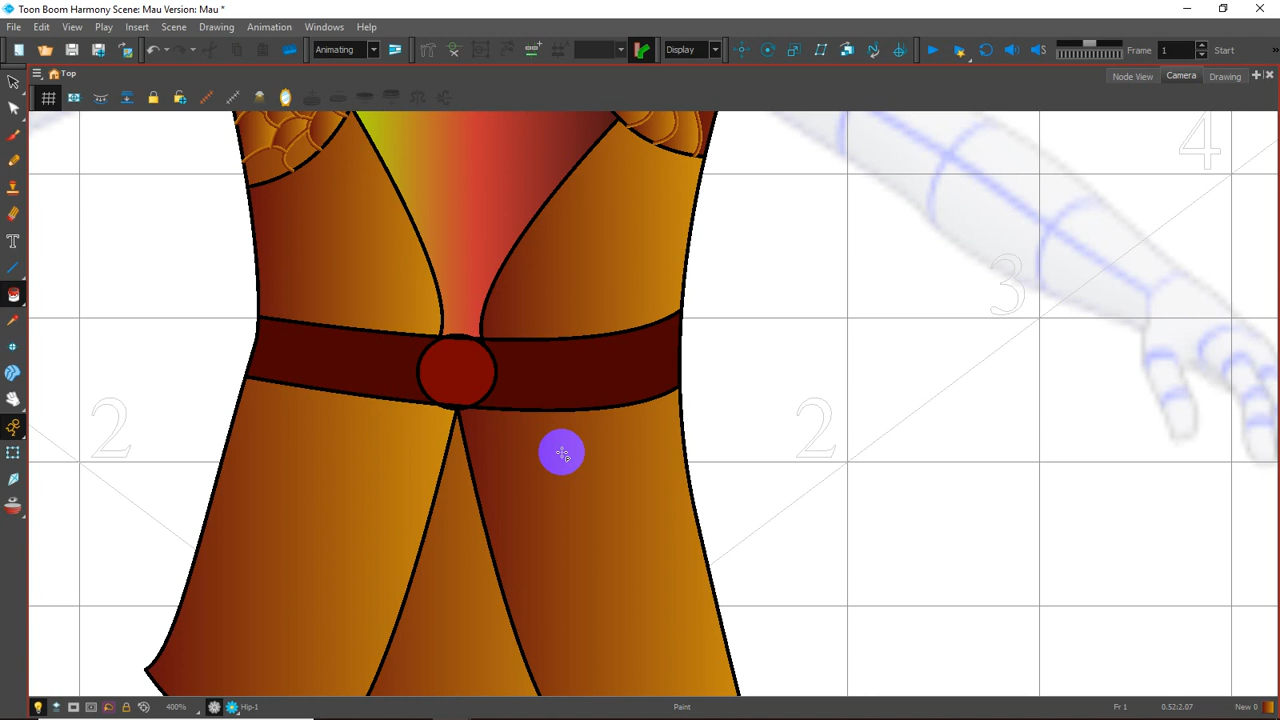 Toon Boom Harmony Scene: Mau Version: Mau *
File Edit View Play Insert Scene Drawing Animation Windows Help
Animating Display Frame 1 Start
Top Node View Camera Drawing
4
3
2 2
400% Hip-1 Paint Fr 1 0.52:2.07 New 0